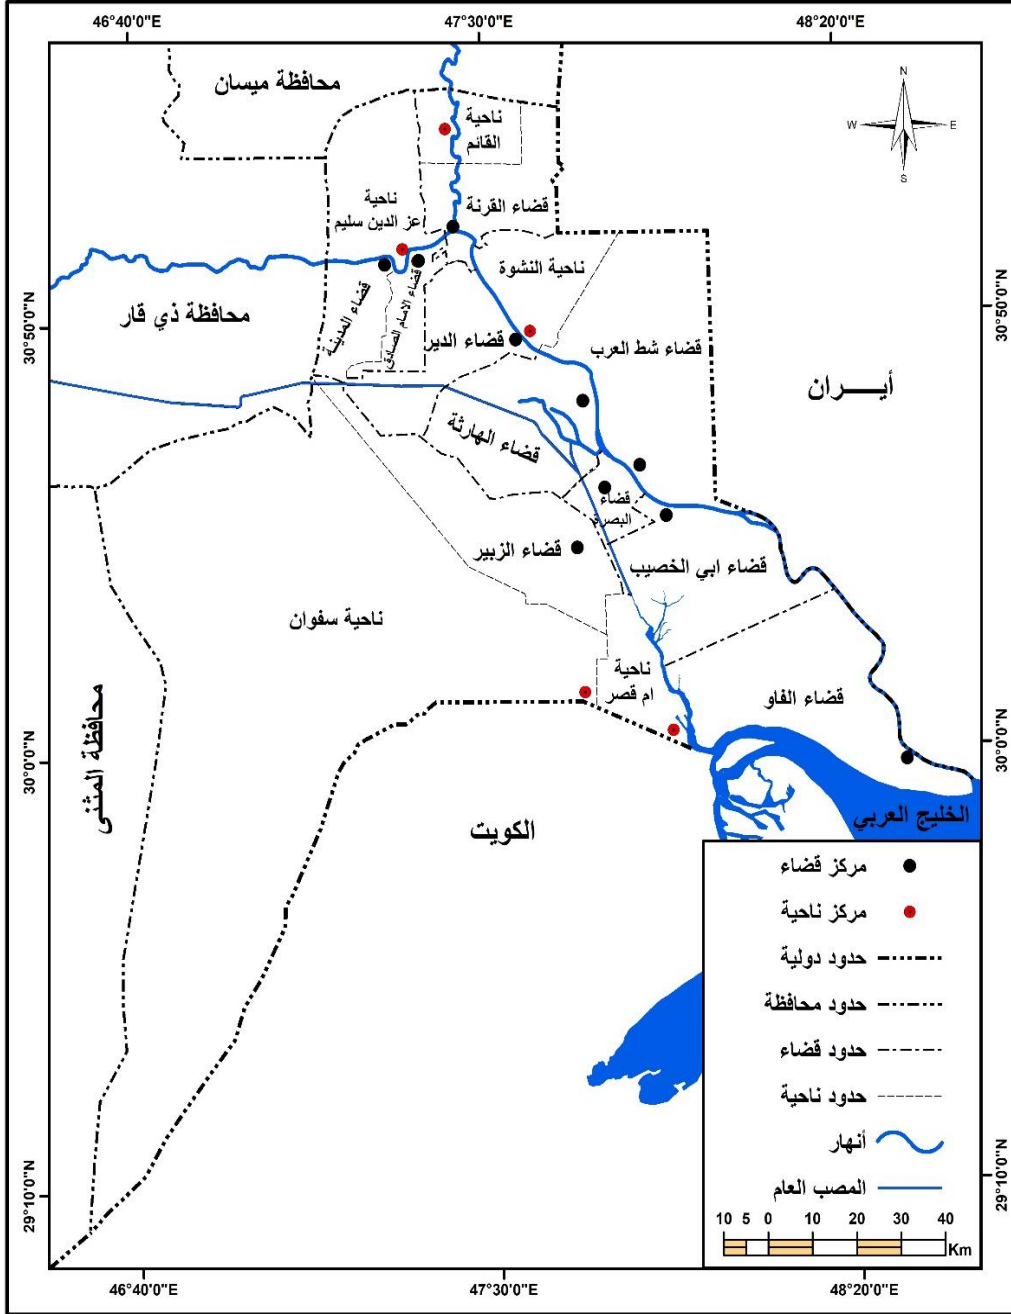 46°40'0"E
47°30'0"E
48°20'0"E
محافظة ميسان
ناحية
القائم
N
W
E
S
قضاء القرنة
ناحية
عز الدين سليم
ناحية النشوة
محافظة ذي قار
قضاء المدينة
قضاء الامام الصادق
قضاء الدير
قضاء شط العرب
أيـــــران
30°50'0"N
30°50'0"N
قضاء الهارثة
قضاء
البصرة
قضاء الزبير
قضاء ابي الخصيب
ناحية سفوان
ناحية
ام قصر
قضاء الفاو
محافظة المثنى
30°0'0"N
30°0'0"N
الكويت
الخليج العربي
مركز قضاء
مركز ناحية
حدود دولية
حدود محافظة
حدود قضاء
حدود ناحية
أنهار
المصب العام
10 5 0 10 20 30 40
Km
29°10'0"N
29°10'0"N
46°40'0"E
47°30'0"E
48°20'0"E